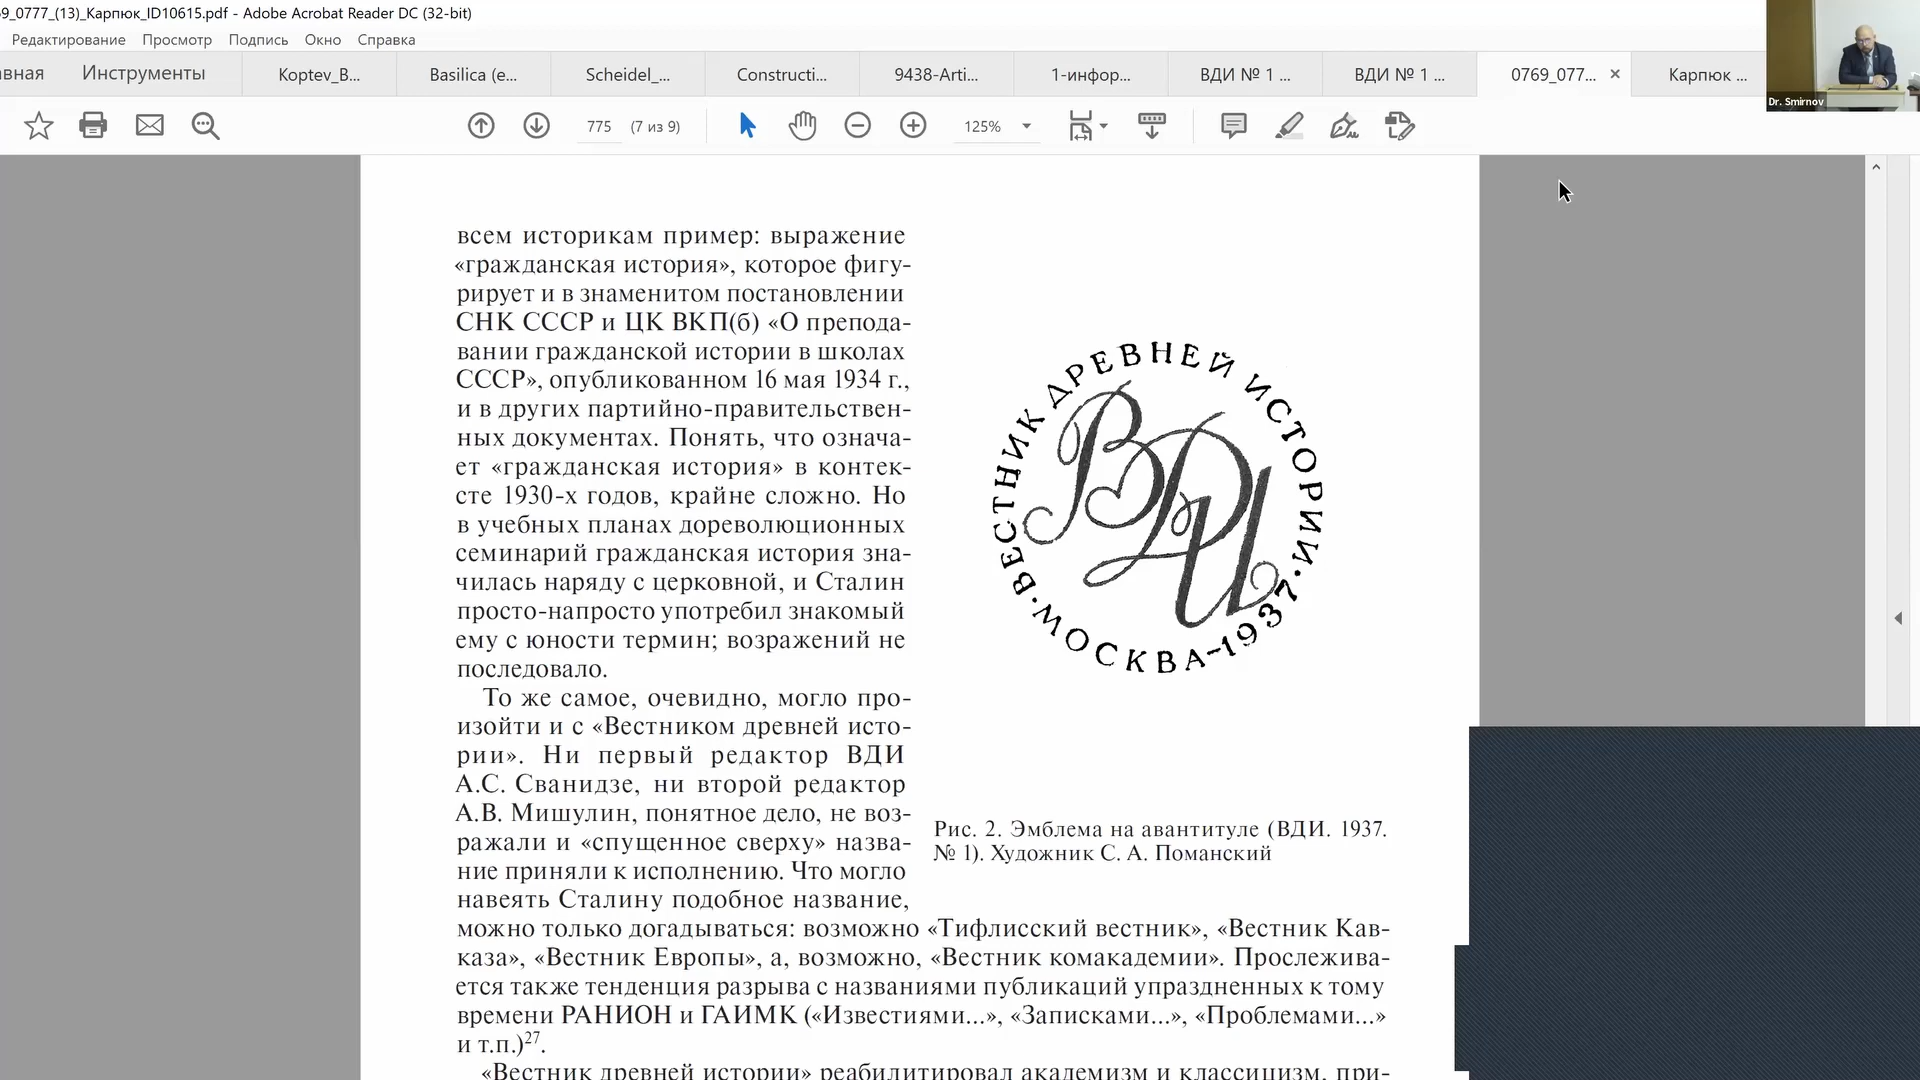 9_0777_(13)_Карпюк_ID10615.pdf - Adobe Acrobat Reader DC (32-bit)
Редактирование Просмотр Подпись Окно Справка
вная Инструменты Koptev_B... Basilica (e... Scheidel_... Constructi... 9438-Arti... 1-инфор... ВДИ № 1 ... ВДИ № 1 ... 0769_077... Карпюк ...
Dr. Smirnov
775 (7 из 9) 125%
всем историкам пример: выражение
«гражданская история», которое фигу-
рирует и в знаменитом постановлении
СНК СССР и ЦК ВКП(б) «О препода-
вании гражданской истории в школах
СССР», опубликованном 16 мая 1934 г.,
и в других партийно-правительствен-
ных документах. Понять, что означа-
ет «гражданская история» в контек-
сте 1930-х годов, крайне сложно. Но
в учебных планах дореволюционных
семинарий гражданская история зна-
чилась наряду с церковной, и Сталин
просто-напросто употребил знакомый
ему с юности термин; возражений не
последовало.
То же самое, очевидно, могло про-
изойти и с «Вестником древней исто-
рии». Ни первый редактор ВДИ
А.С. Сванидзе, ни второй редактор
А.В. Мишулин, понятное дело, не воз-
ражали и «спущенное сверху» назва-
ние приняли к исполнению. Что могло
навеять Сталину подобное название,
можно только догадываться: возможно «Тифлисский вестник», «Вестник Кав-
каза», «Вестник Европы», а, возможно, «Вестник комакадемии». Прослежива-
ется также тенденция разрыва с названиями публикаций упраздненных к тому
времени РАНИОН и ГАИМК («Известиями...», «Записками...», «Проблемами...»
и т.п.)27.
«Вестник древней истории» реабилитировал академизм и классицизм, при-
ВЕСТНИК ДРЕВНЕЙ ИСТОРИИ
ВДИ
МОСКВА-1937
Рис. 2. Эмблема на авантитуле (ВДИ. 1937.
№ 1). Художник С. А. Поманский